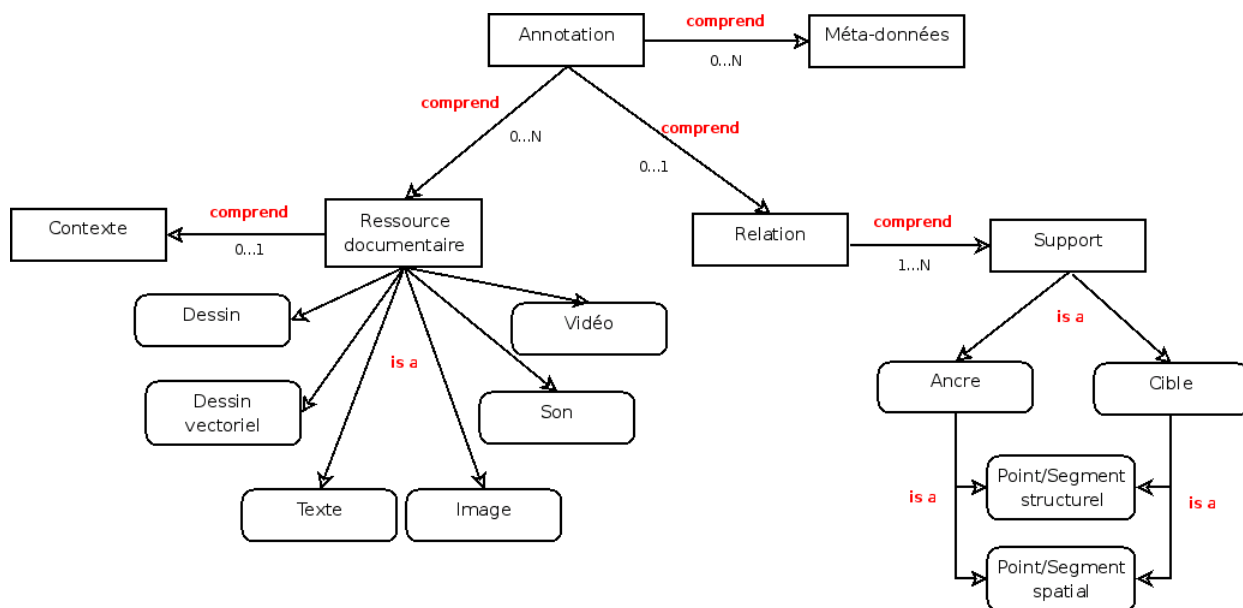 comprend
Annotation
Méta-données
0...N
comprend
0...N
comprend
0...1
Contexte
comprend
0...1
Ressource
documentaire
Relation
comprend
1...N
Support
Dessin
Vidéo
is a
is a
Dessin
vectoriel
Son
Ancre
Cible
Texte
Image
is a
Point/Segment
structurel
is a
Point/Segment
spatial